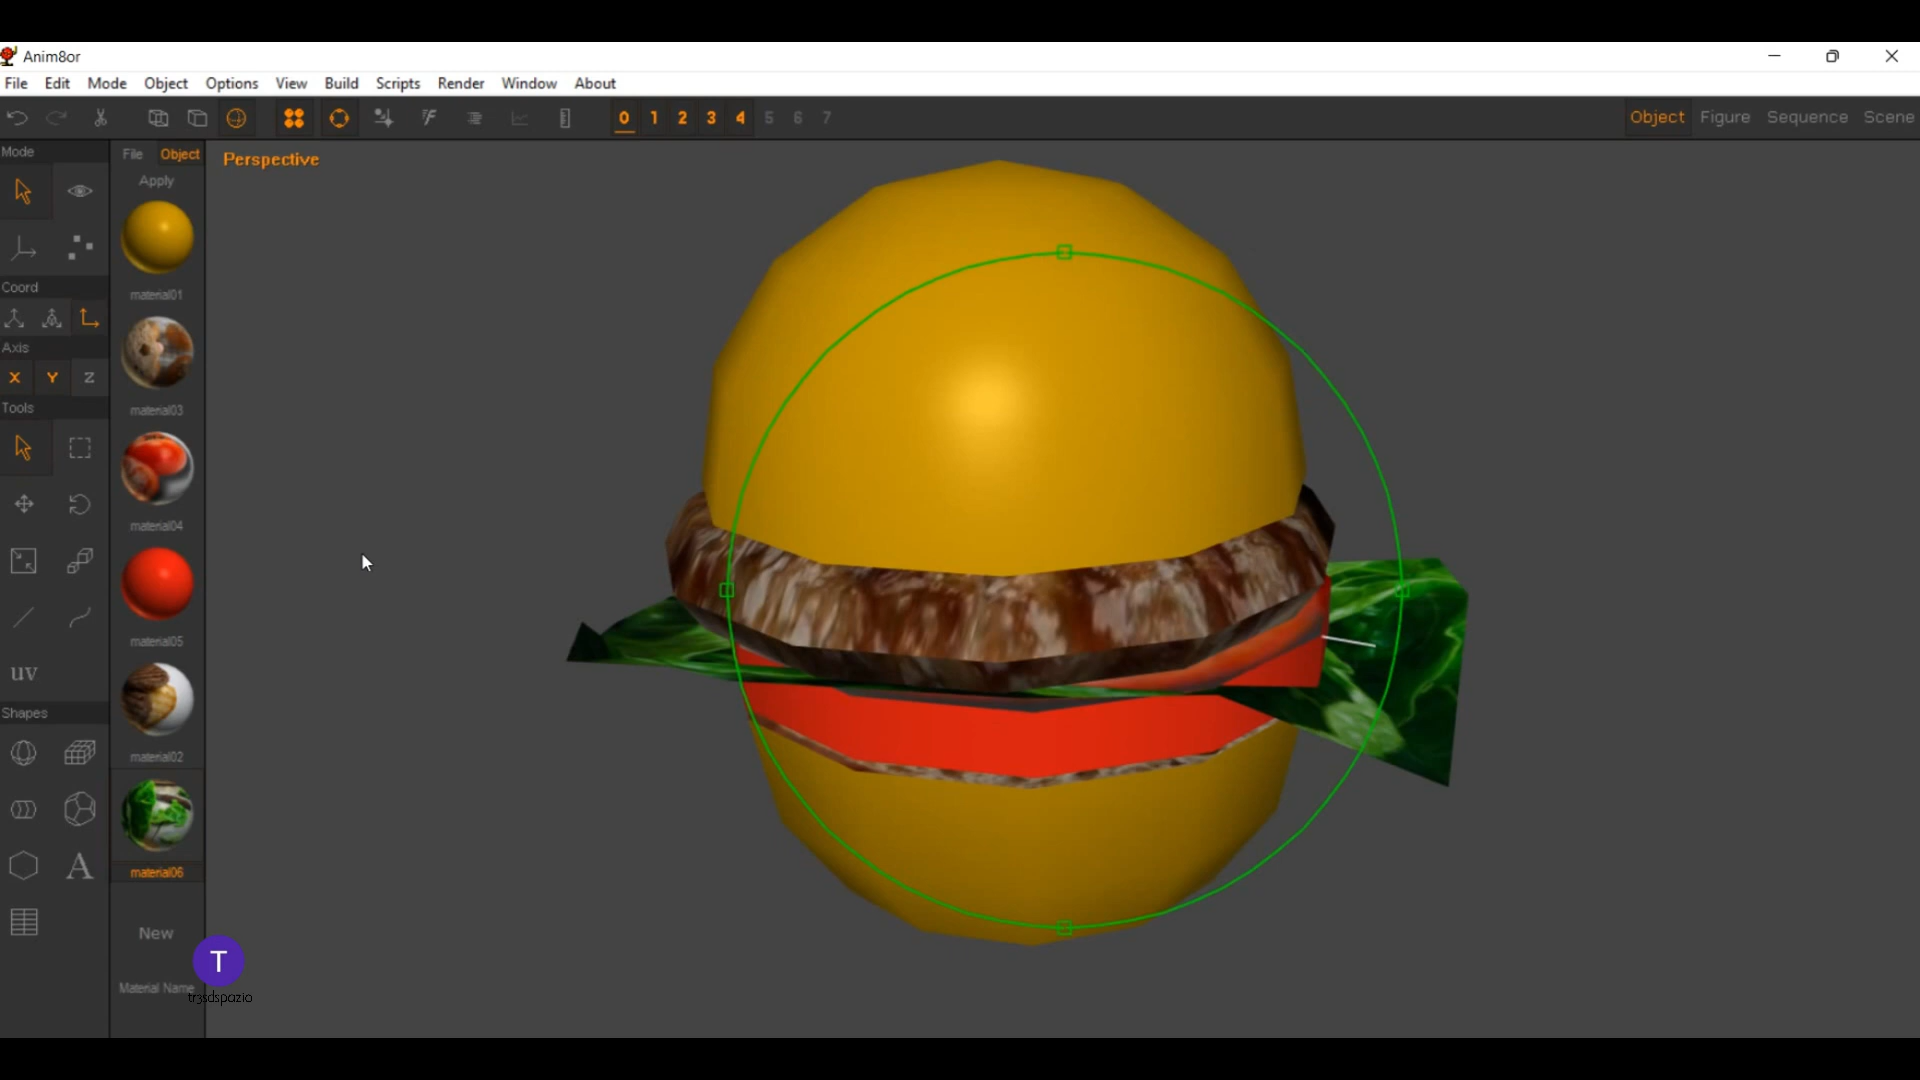 Anim8or
File Edit Mode Object Options View Build Scripts Render Window About
0 1 2 3 4 5 6 7
Object Figure Sequence Scene
Mode
File Object
Perspective
Apply
material01
Coord
Axis
X Y Z
Tools
material03
material04
material05
uv
Shapes
material02
A
material06
New
T
Material Name
tr3sdspazio